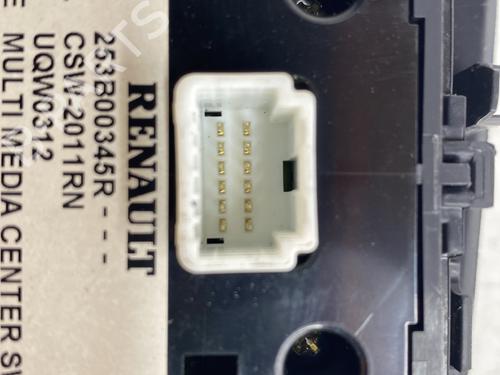 RENAULT
253B00345R - - -
CSW-2011RN
UQW0312
MULTI MEDIA CENTER